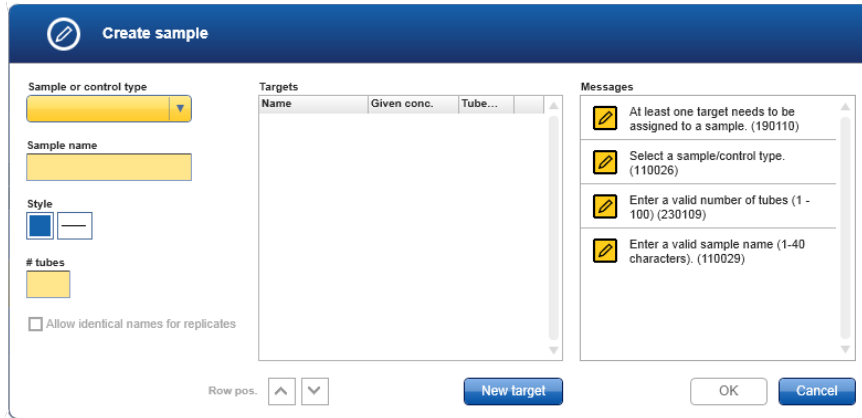 Create sample
Sample or control type
Sample name
Style
# tubes
Allow identical names for replicates
Targets
Name Given conc. Tube...
Row pos.
New target
Messages
At least one target needs to be
assigned to a sample. (190110)
Select a sample/control type.
(110026)
Enter a valid number of tubes (1 -
100) (230109)
Enter a valid sample name (1-40
characters). (110029)
OK
Cancel